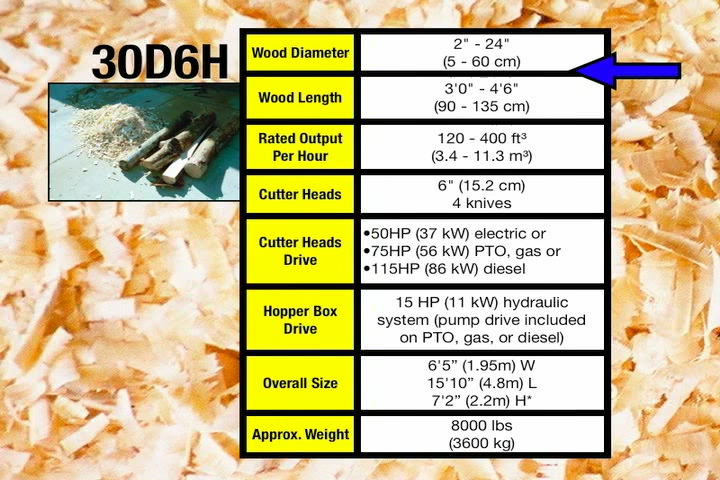 30D6H
Wood Diameter
2" - 24"
(5 - 60 cm)
Wood Length
3'0" - 4'6"
(90 - 135 cm)
Rated Output
Per Hour
120 - 400 ft³
(3.4 - 11.3 m³)
Cutter Heads
6" (15.2 cm)
4 knives
Cutter Heads
Drive
•50HP (37 kW) electric or
•75HP (56 kW) PTO, gas or
•115HP (86 kW) diesel
Hopper Box
Drive
15 HP (11 kW) hydraulic
system (pump drive included
on PTO, gas, or diesel)
Overall Size
6'5” (1.95m) W
15'10” (4.8m) L
7'2” (2.2m) H*
Approx. Weight
8000 lbs
(3600 kg)